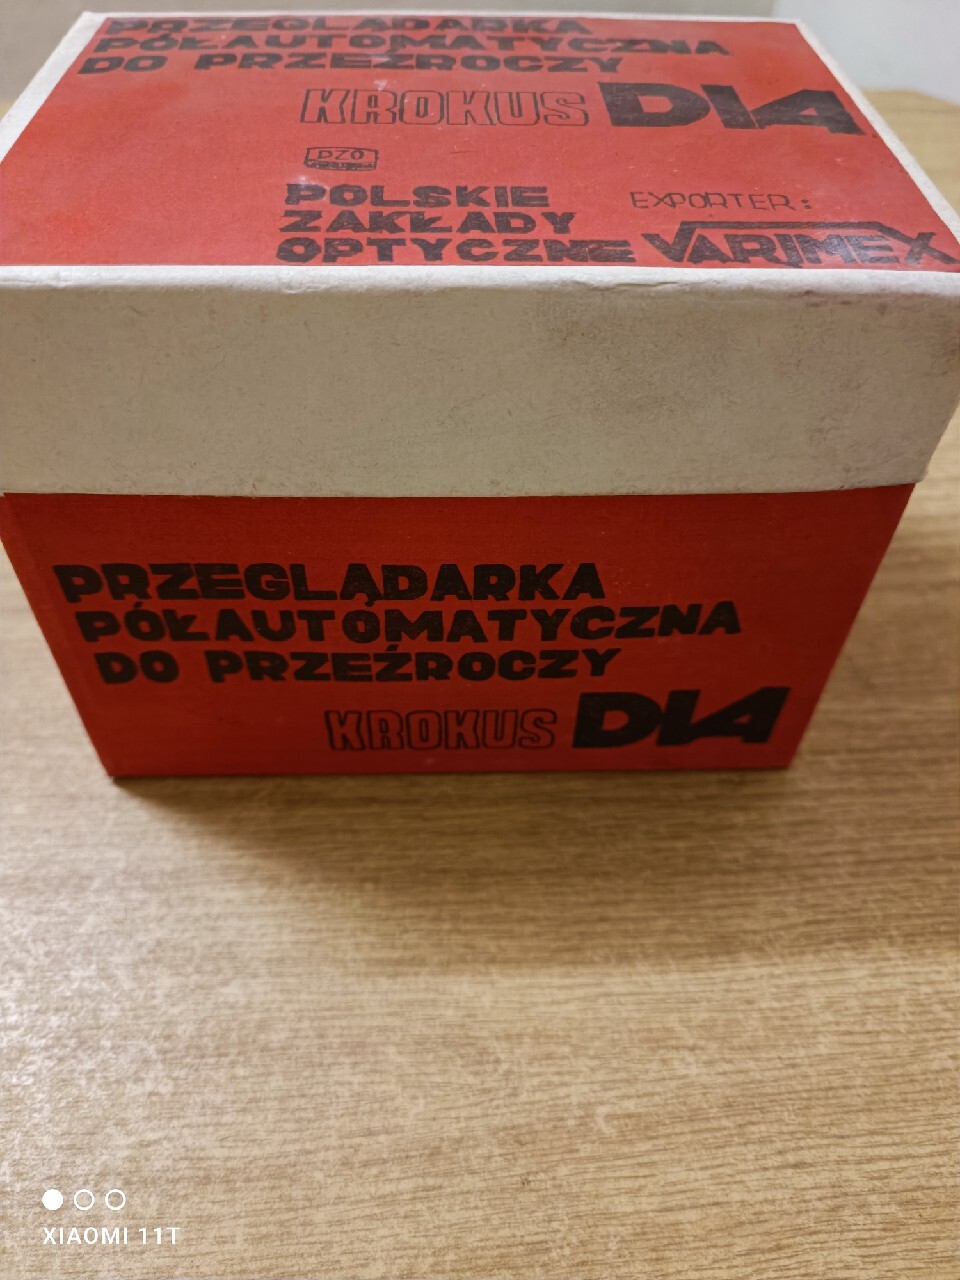 PRZEGLĄDARKA
PÓŁAUTOMATYCZNA
DO PRZEŹROCZY
KROKUS DIA
PZO
POLSKIE
ZAKŁADY
OPTYCZNE
EXPORTER:
VARIMEX
PRZEGLĄDARKA
PÓŁAUTOMATYCZNA
DO PRZEŹROCZY
KROKUS DIA
XIAOMI 11T